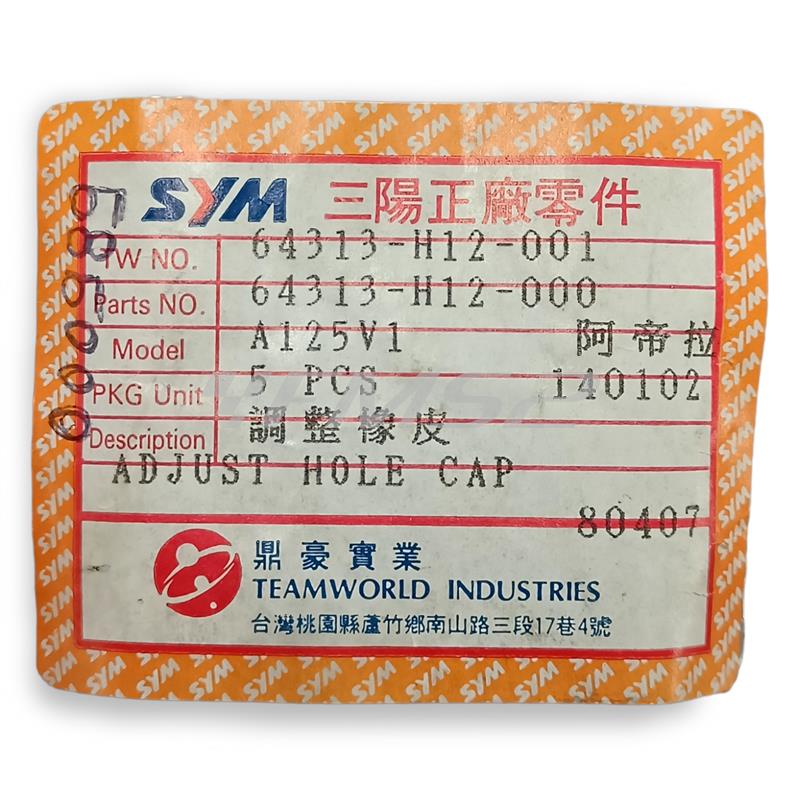 SYM 三陽正廠零件
TW NO. 64313-H12-001
Parts NO. 64313-H12-000
Model A125V1 阿帝拉
PKG Unit 5 PCS 140102
Description 調整橡皮
ADJUST HOLE CAP
80407
鼎豪實業
TEAMWORLD INDUSTRIES
台灣桃園縣蘆竹鄉南山路三段17巷4號